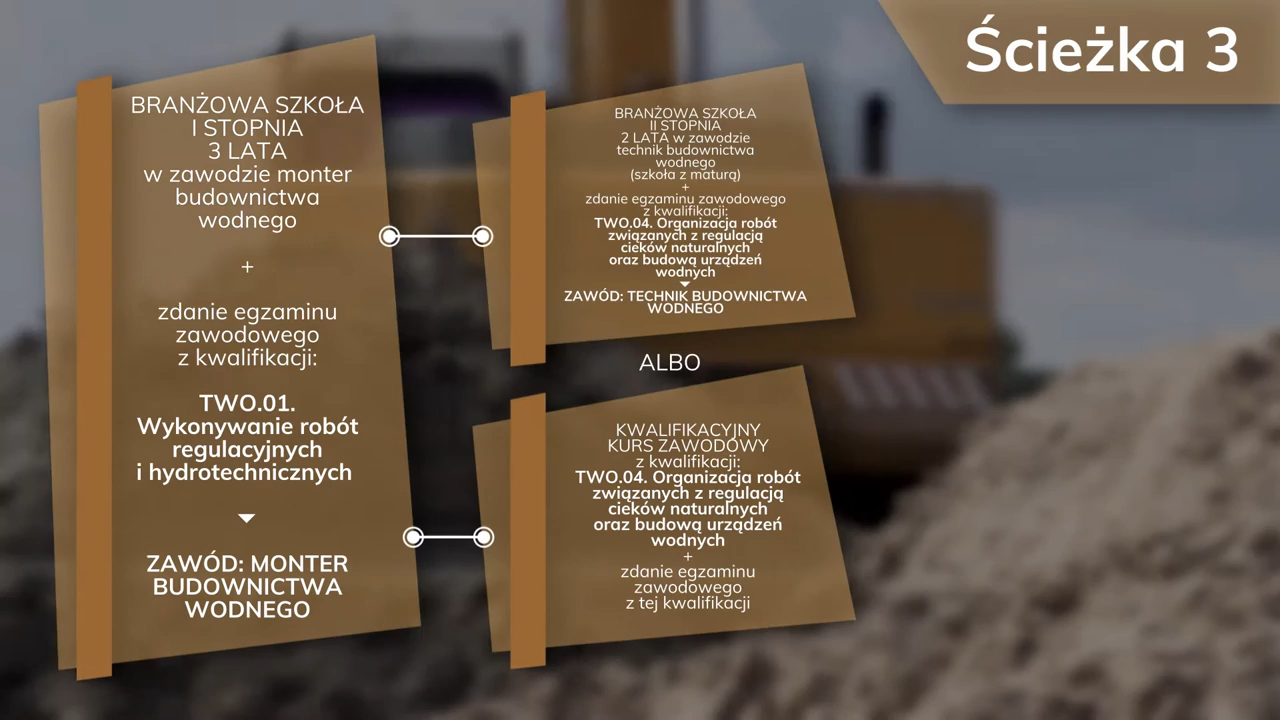 Ścieżka 3
BRANŻOWA SZKOŁA
I STOPNIA
3 LATA
w zawodzie monter
budownictwa
wodnego
+
zdanie egzaminu
zawodowego
z kwalifikacji:
TWO.01.
Wykonywanie robót
regulacyjnych
i hydrotechnicznych
ZAWÓD: MONTER
BUDOWNICTWA
WODNEGO
BRANŻOWA SZKOŁA
II STOPNIA
2 LATA w zawodzie
technik budownictwa
wodnego
(szkoła z maturą)
+
zdanie egzaminu zawodowego
z kwalifikacji:
TWO.04. Organizacja robót
związanych z regulacją
cieków naturalnych
oraz budową urządzeń
wodnych
ZAWÓD: TECHNIK BUDOWNICTWA
WODNEGO
ALBO
KWALIFIKACYJNY
KURS ZAWODOWY
z kwalifikacji:
TWO.04. Organizacja robót
związanych z regulacją
cieków naturalnych
oraz budową urządzeń
wodnych
+
zdanie egzaminu
zawodowego
z tej kwalifikacji